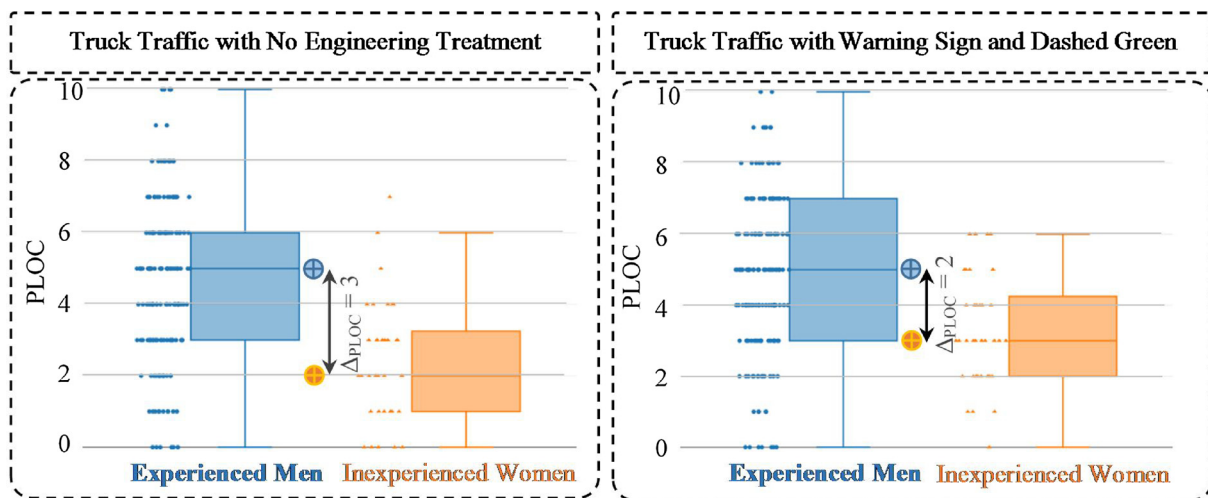 Truck Traffic with No Engineering Treatment
Truck Traffic with Warning Sign and Dashed Green
PLOC
10
8
6
4
2
0
Δ_PLOC = 3
Experienced Men
Inexperienced Women
PLOC
10
8
6
4
2
0
Δ_PLOC = 2
Experienced Men
Inexperienced Women